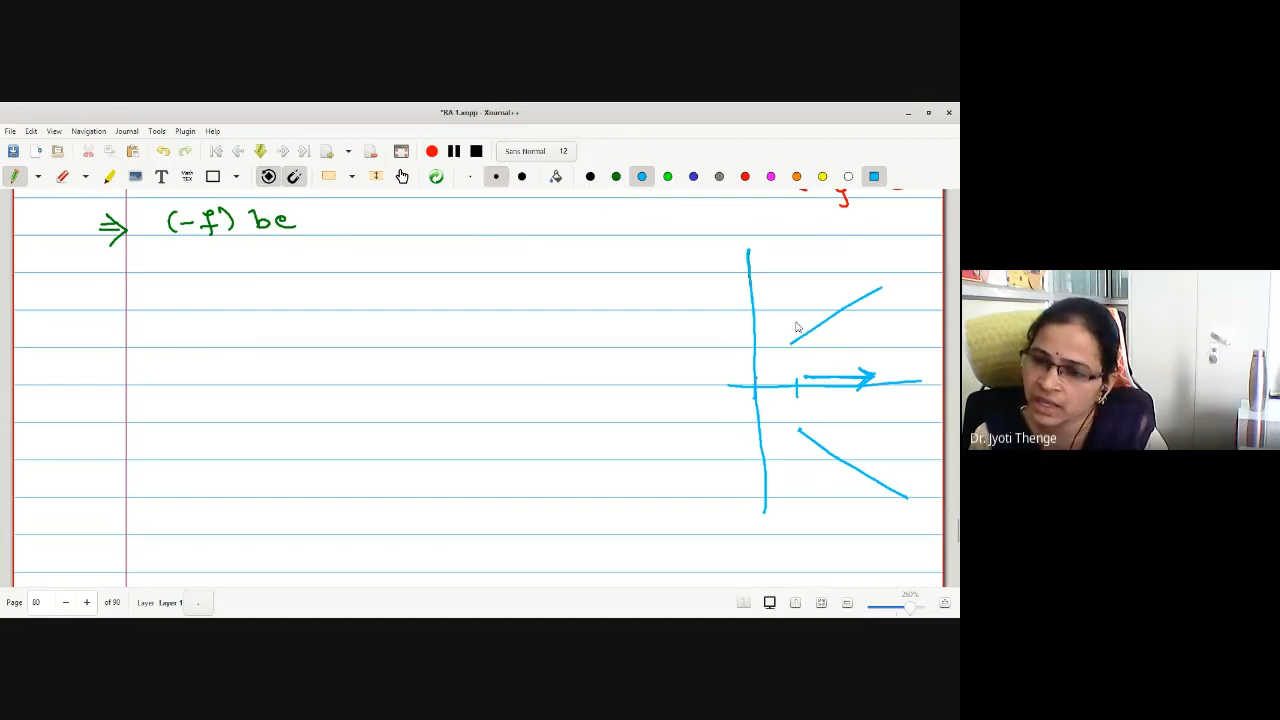 *RA 1.xopp - Xournal++
File Edit View Navigation Journal Tools Plugin Help
Sans Normal 12
⇒ (-f) be
Dr. Jyoti Thenge
Page 80 of 90 Layer Layer 1
260%